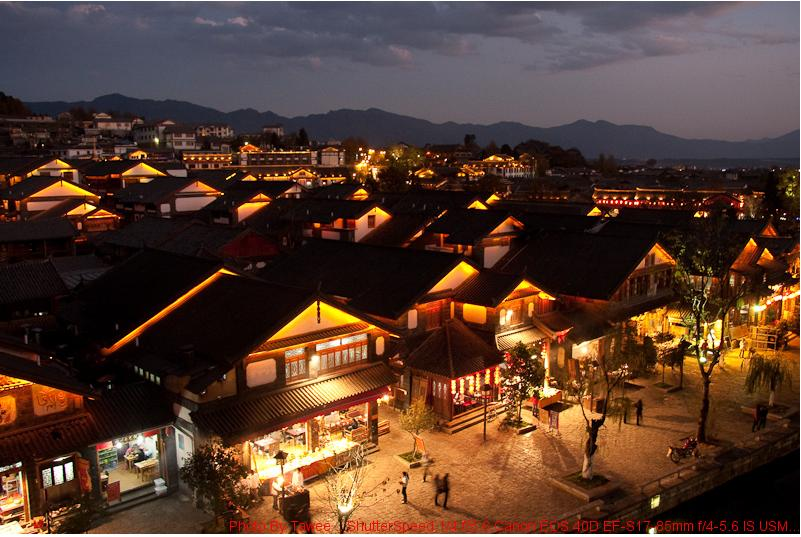 Photo By Tawee ... ShutterSpeed 1/4 F5.6 Canon EOS 40D EF-S17-85mm f/4-5.6 IS USM...